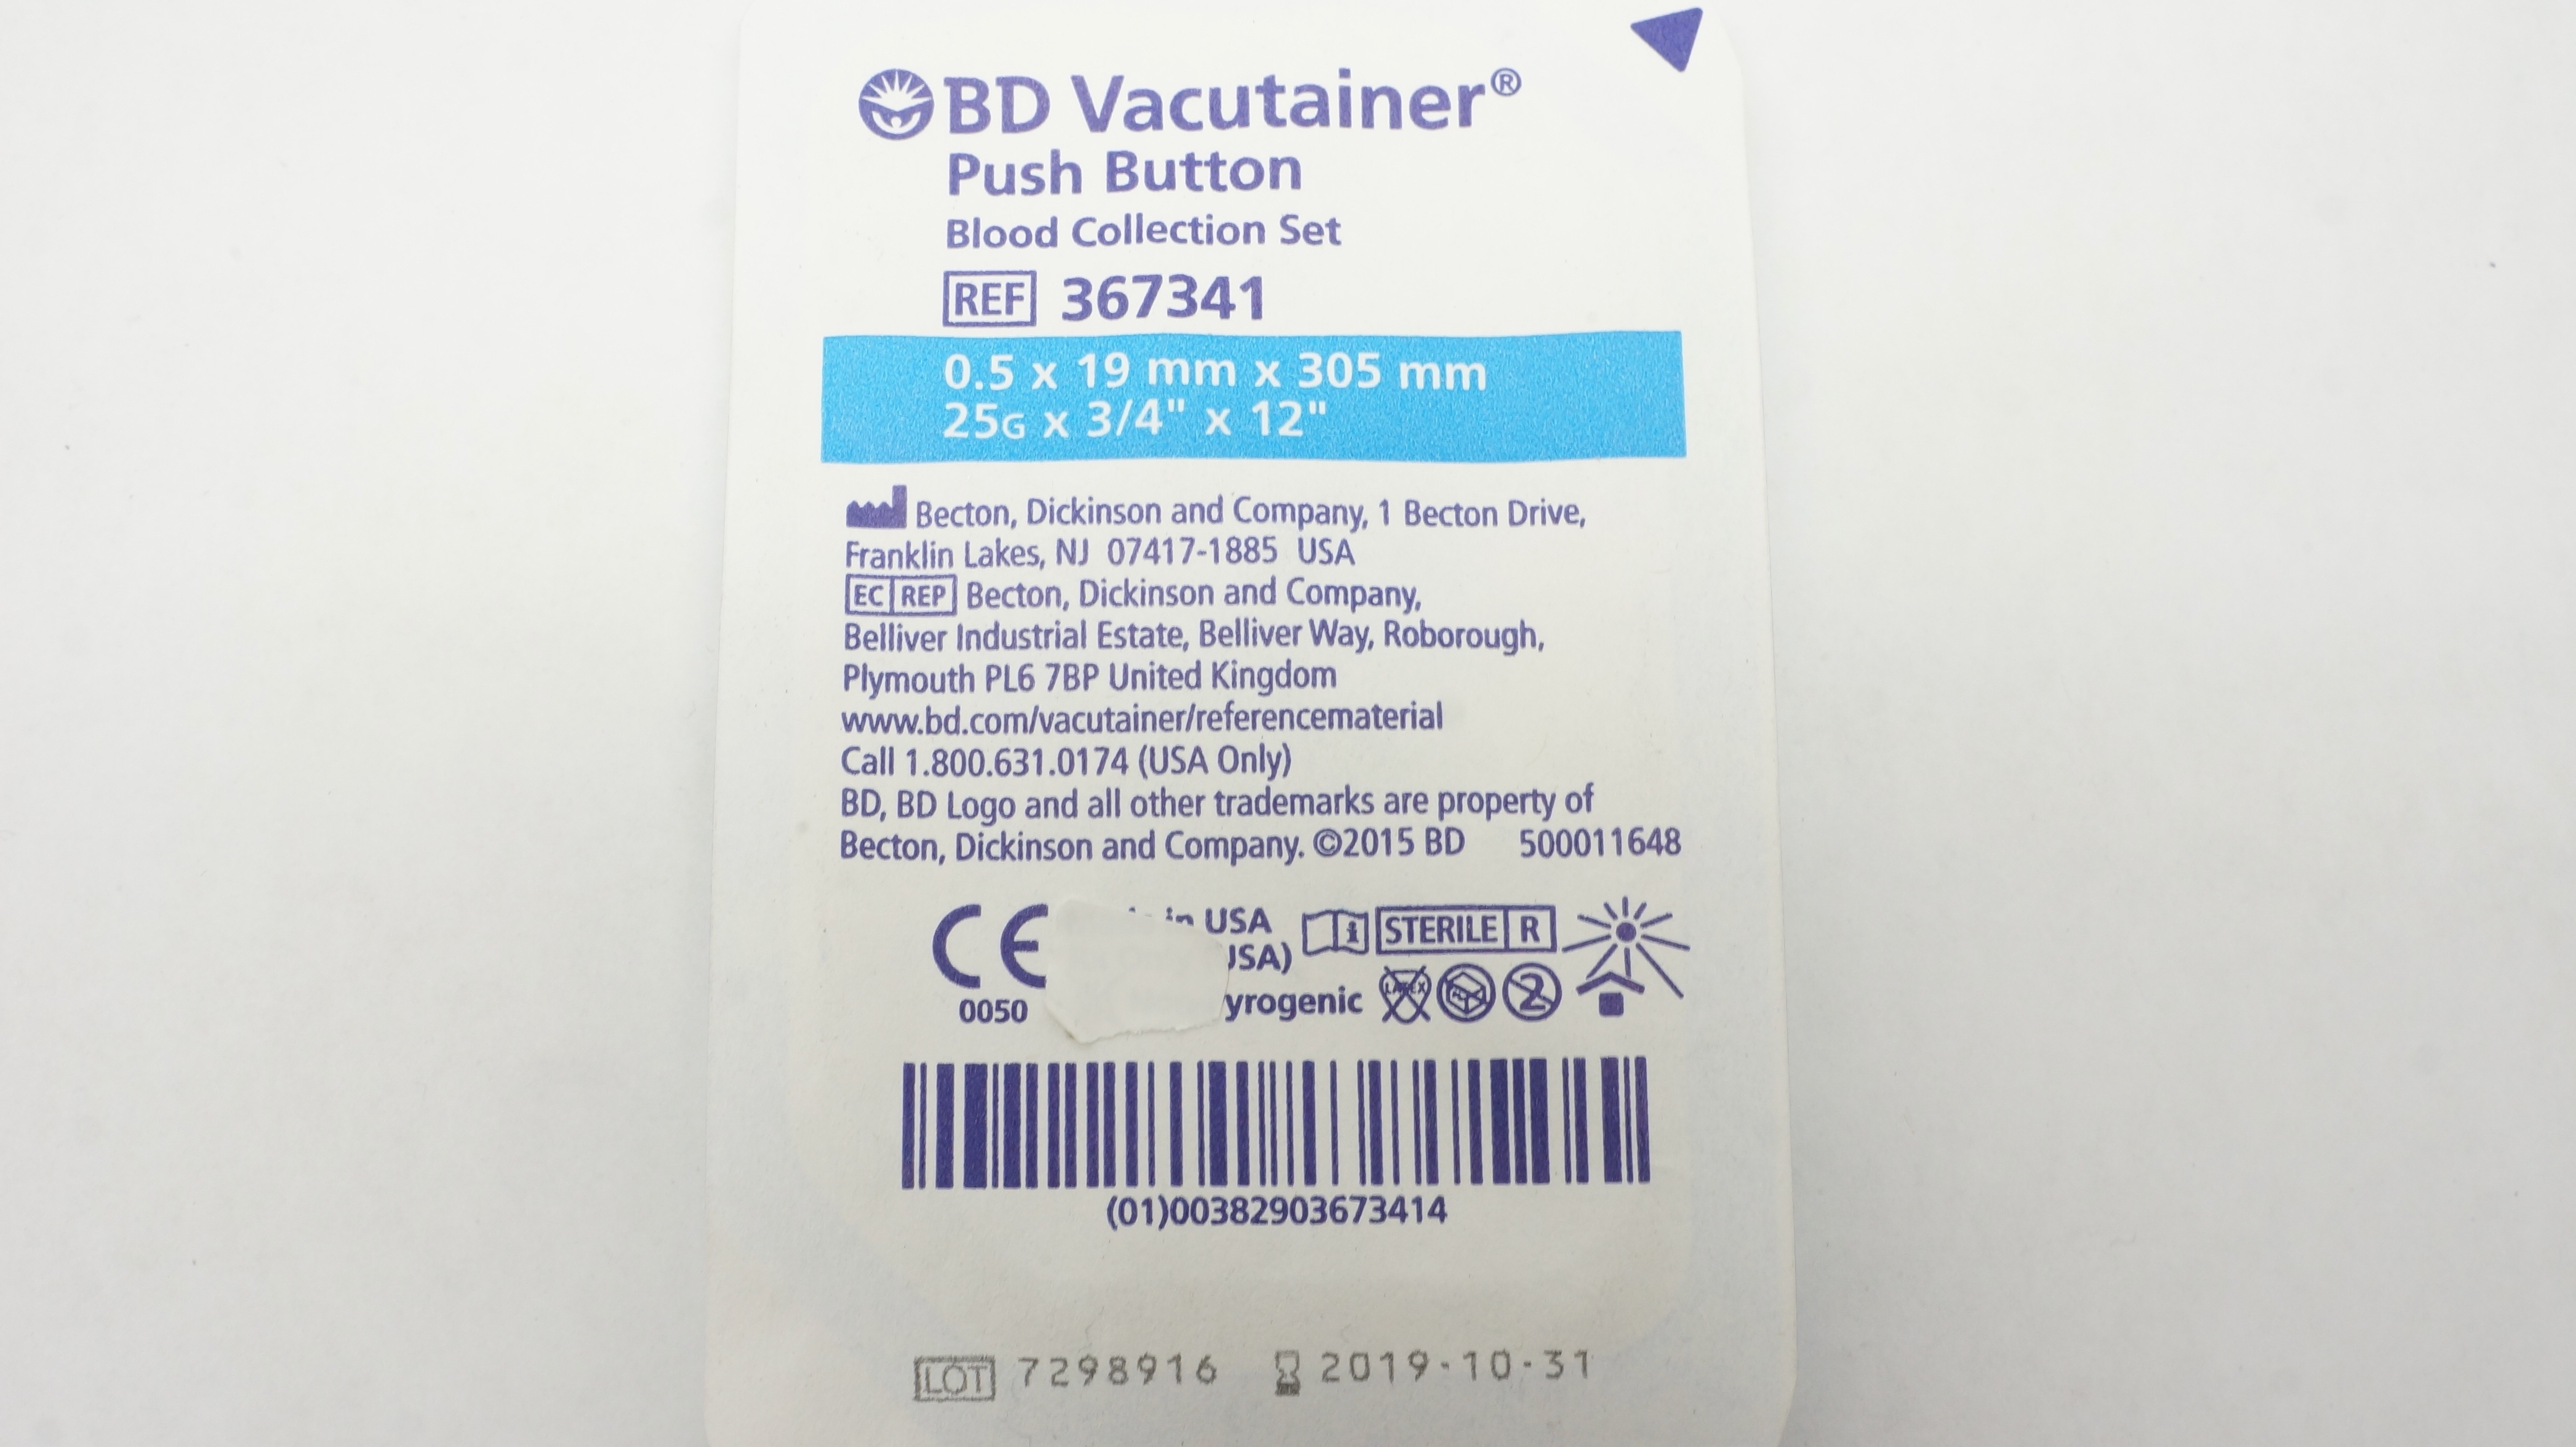 BD Vacutainer®
Push Button
Blood Collection Set
REF 367341
0.5 x 19 mm x 305 mm
25G x 3/4" x 12"
Becton, Dickinson and Company, 1 Becton Drive,
Franklin Lakes, NJ 07417-1885 USA
EC REP Becton, Dickinson and Company,
Belliver Industrial Estate, Belliver Way, Roborough,
Plymouth PL6 7BP United Kingdom
www.bd.com/vacutainer/referencematerial
Call 1.800.631.0174 (USA Only)
BD, BD Logo and all other trademarks are property of
Becton, Dickinson and Company. ©2015 BD 500011648
CE in USA i STERILE R
0050 yrogenic LATEX 2
(01)00382903673414
LOT 7298916 2019-10-31